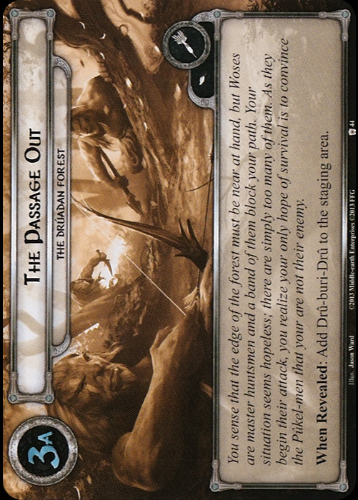 3A
THE PASSAGE OUT
THE DRÚADAN FOREST
You sense that the edge of the forest must be near at hand, but Woses
are master huntsmen and a band of them block your path. Your
situation seems hopeless; there are simply too many of them. As they
begin their attack, you realize your only hope of survival is to convince
the Pûkel-men that your are not their enemy.
When Revealed: Add Drû-buri-Drû to the staging area.
Illus. Jason Ward
©2013 Middle-earth Enterprises ©2013 FFG
44